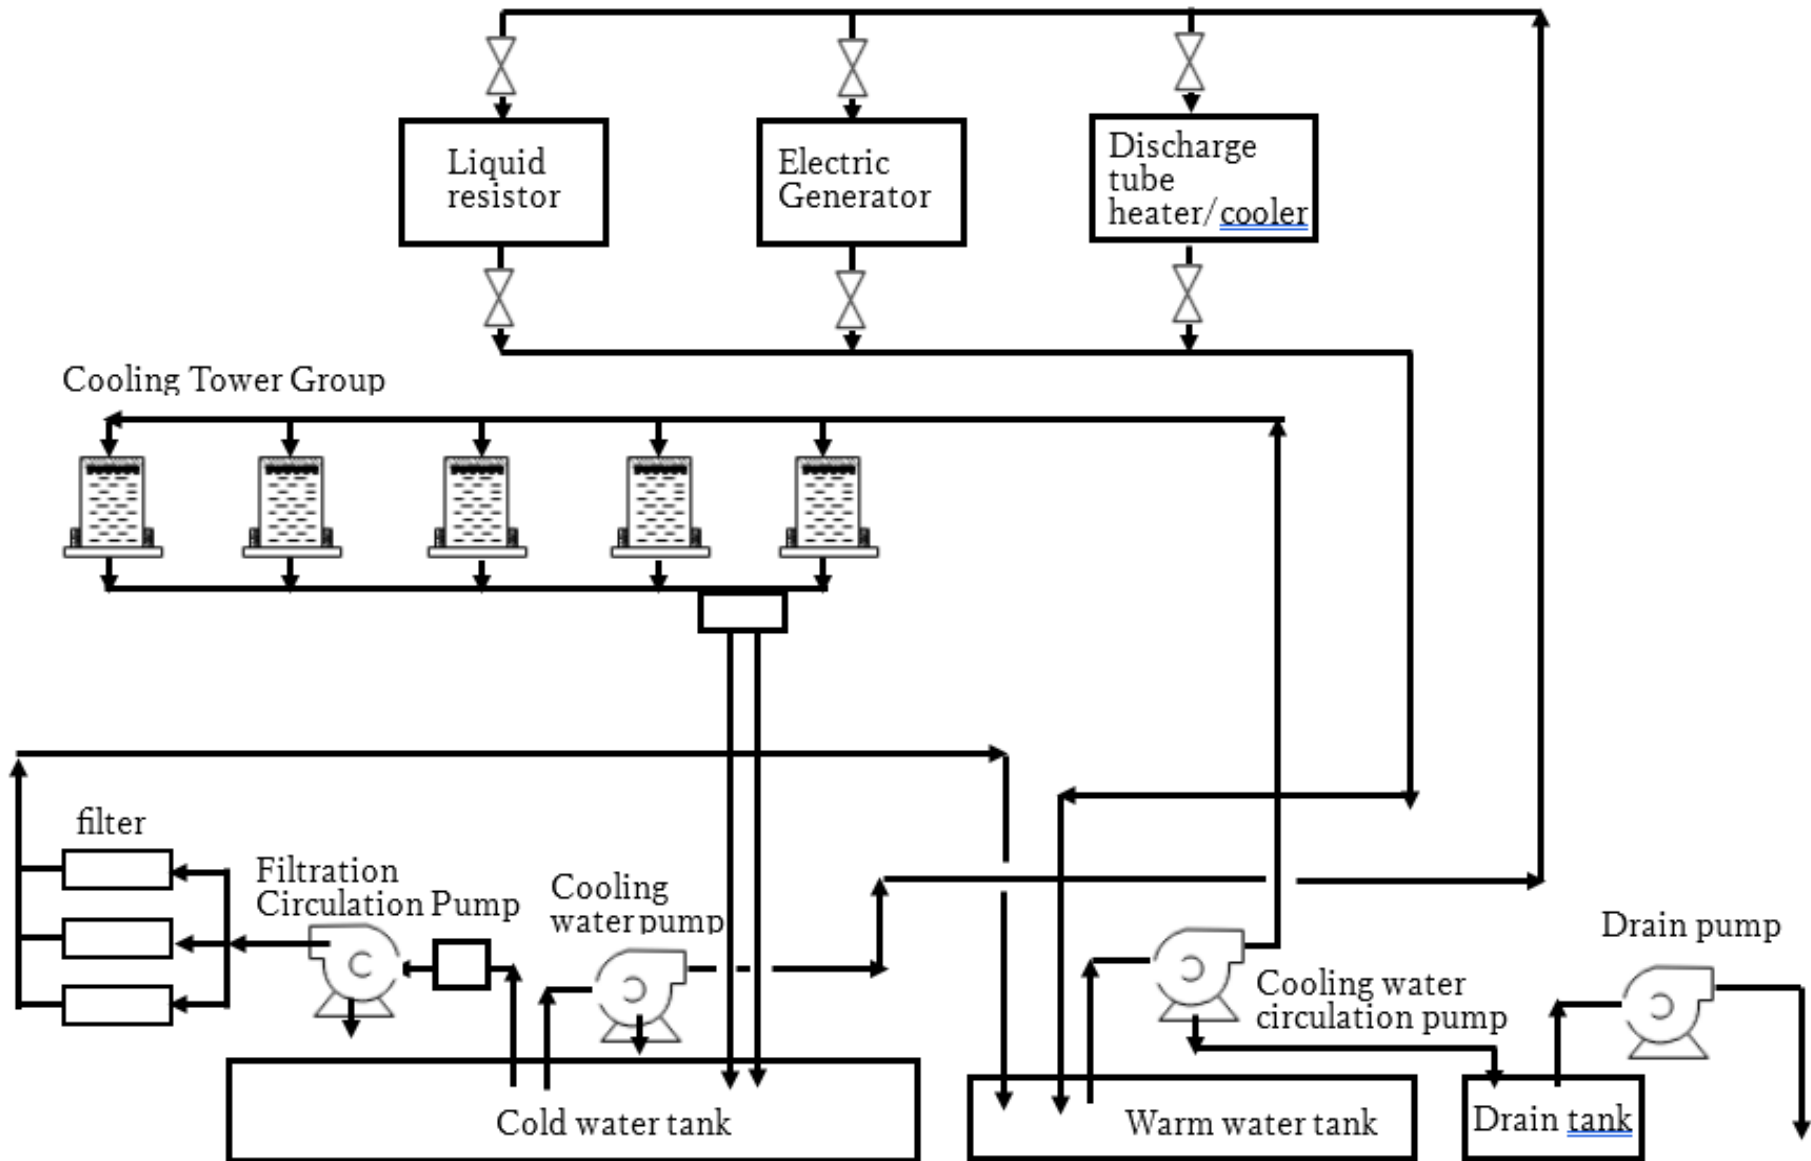 Liquid
resistor
Electric
Generator
Discharge
tube
heater/cooler
Cooling Tower Group
filter
Filtration
Circulation Pump
Cooling
water pump
Drain pump
Cooling water
circulation pump
Cold water tank
Warm water tank
Drain tank